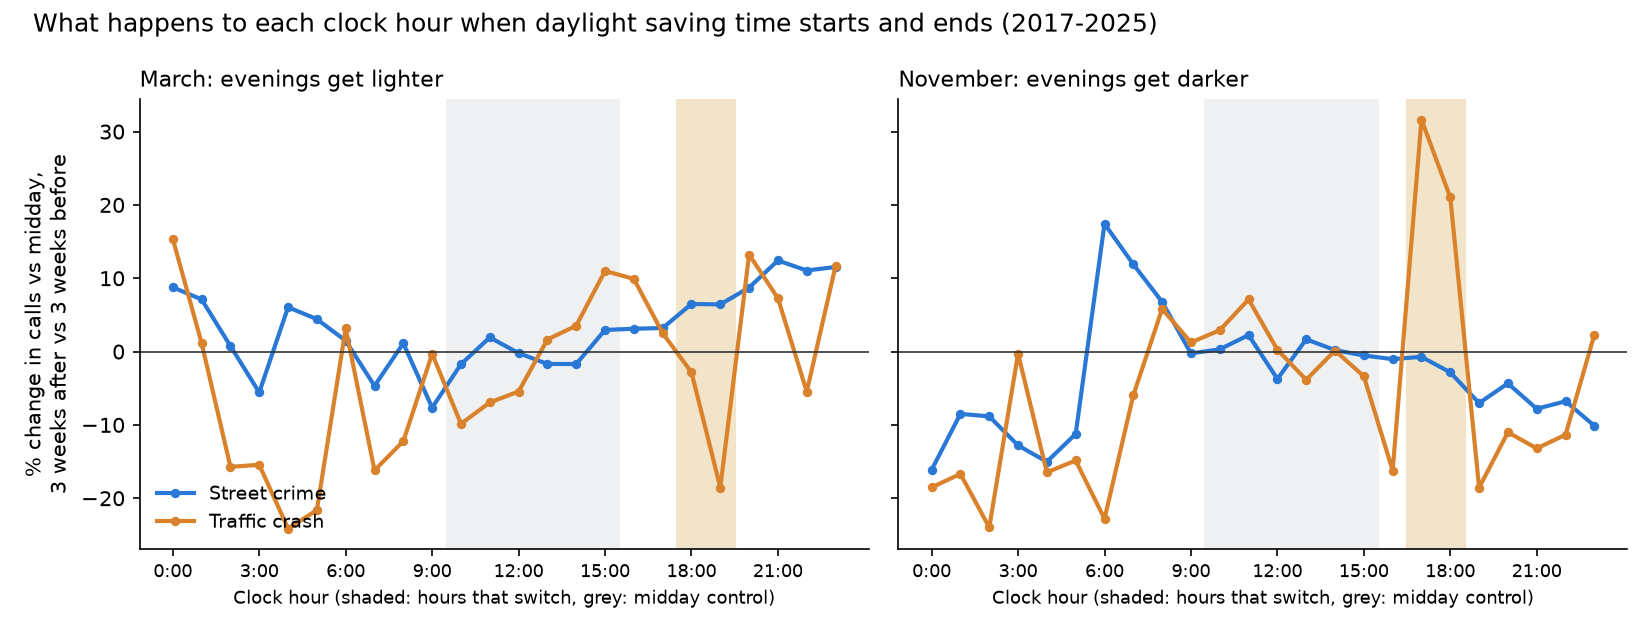 What happens to each clock hour when daylight saving time starts and ends (2017-2025)
March: evenings get lighter
November: evenings get darker
% change in calls vs midday,
3 weeks after vs 3 weeks before
30
20
10
0
−10
−20
Street crime
Traffic crash
0:00 3:00 6:00 9:00 12:00 15:00 18:00 21:00
0:00 3:00 6:00 9:00 12:00 15:00 18:00 21:00
Clock hour (shaded: hours that switch, grey: midday control)
Clock hour (shaded: hours that switch, grey: midday control)